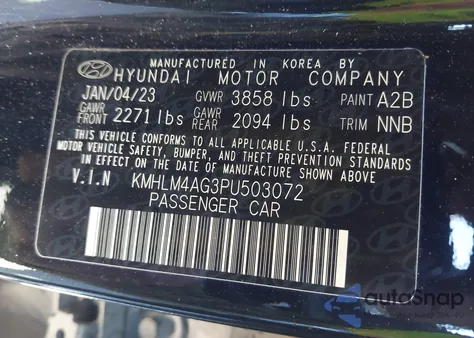 MANUFACTURED IN KOREA BY
HYUNDAI MOTOR COMPANY
JAN/04/23 GVWR 3858 lbs PAINT A2B
GAWR FRONT 2271 lbs GAWR REAR 2094 lbs TRIM NNB
THIS VEHICLE CONFORMS TO ALL APPLICABLE U.S.A. FEDERAL
MOTOR VEHICLE SAFETY, BUMPER, AND THEFT PREVENTION STANDARDS
IN EFFECT ON THE DATE OF MANUFACTURE SHOWN ABOVE.
V.I.N KMHLM4AG3PU503072
PASSENGER CAR
autoSnap